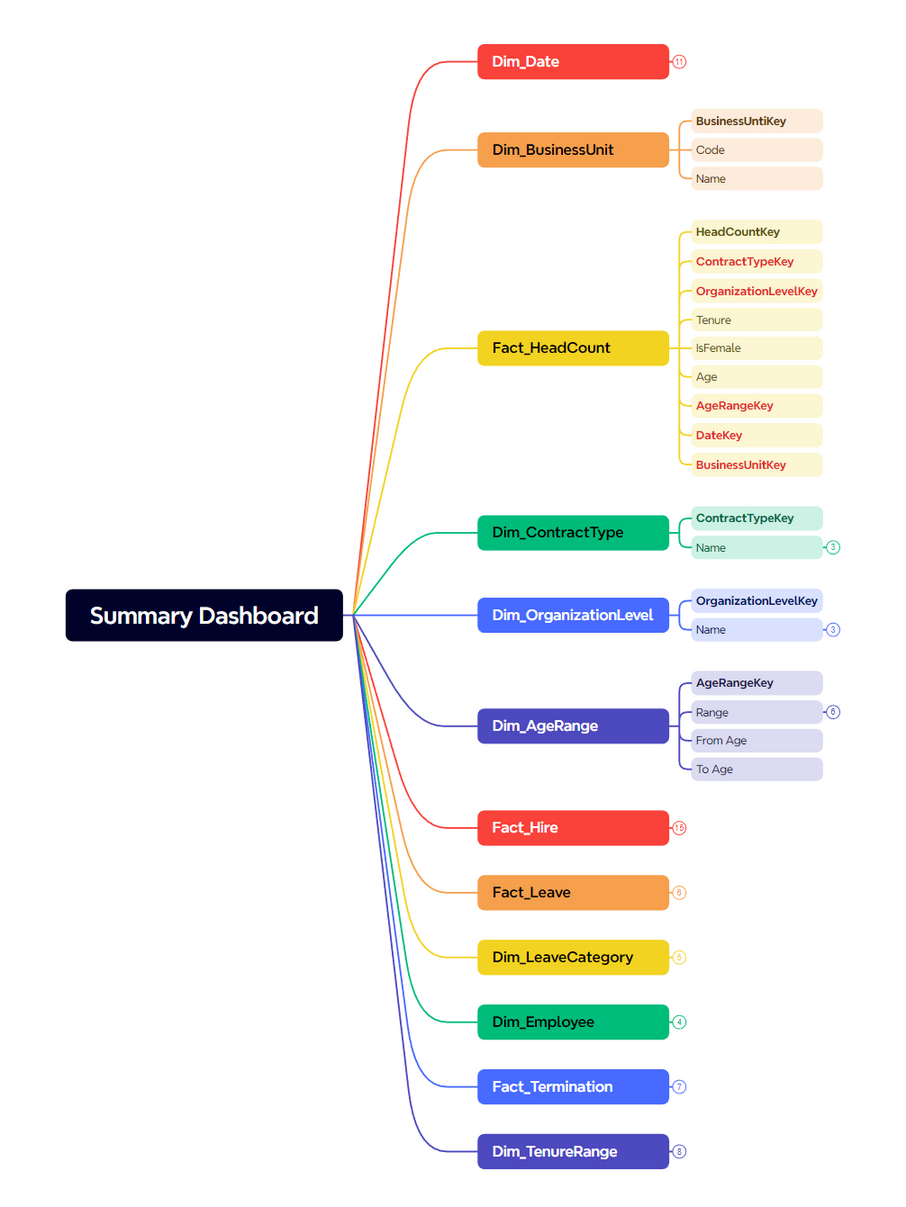 Dim_Date
11
Dim_BusinessUnit
BusinessUntiKey
Code
Name
Fact_HeadCount
HeadCountKey
ContractTypeKey
OrganizationLevelKey
Tenure
IsFemale
Age
AgeRangeKey
DateKey
BusinessUnitKey
Dim_ContractType
ContractTypeKey
Name
3
Summary Dashboard
Dim_OrganizationLevel
OrganizationLevelKey
Name
3
Dim_AgeRange
AgeRangeKey
Range
6
From Age
To Age
Fact_Hire
15
Fact_Leave
6
Dim_LeaveCategory
5
Dim_Employee
4
Fact_Termination
7
Dim_TenureRange
8